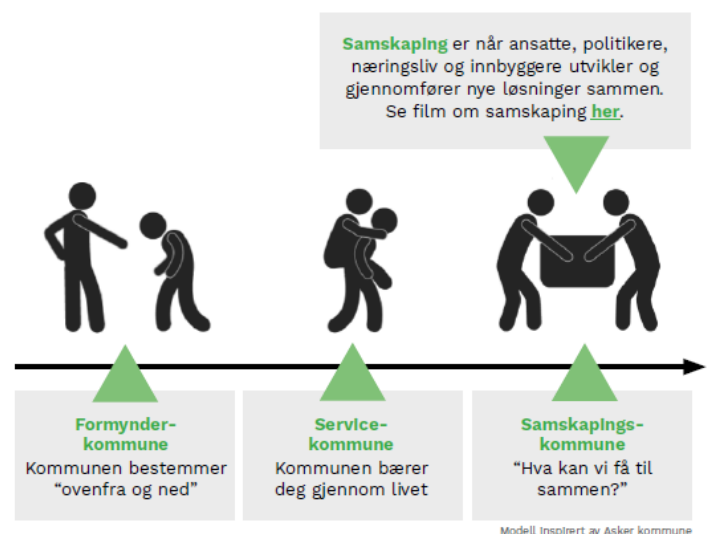 Samskaping er når ansatte, politikere,
næringsliv og innbyggere utvikler og
gjennomfører nye løsninger sammen.
Se film om samskaping her.
Formynder-
kommune
Kommunen bestemmer
“ovenfra og ned”
Service-
kommune
Kommunen bærer
deg gjennom livet
Samskapings-
kommune
“Hva kan vi få til
sammen?”
Modell Inspirert av Asker kommune